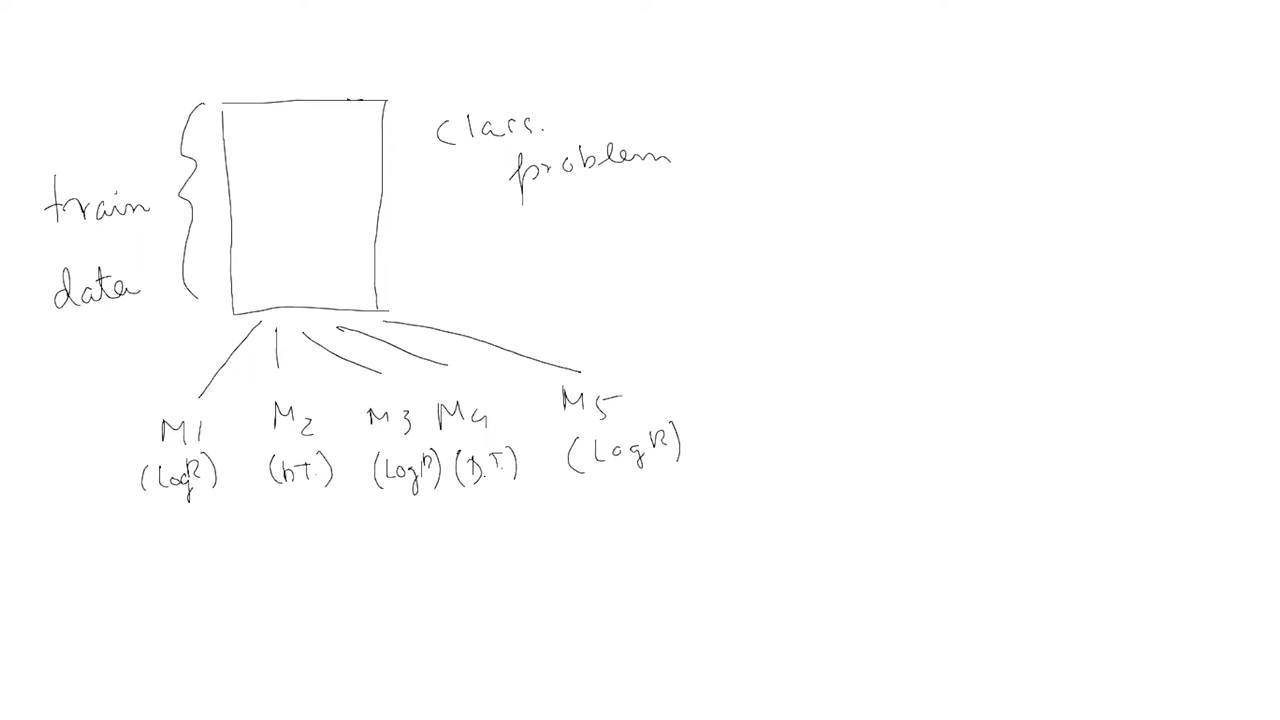 class.
problem
train
data
M1 M2 M3 M4 M5
(LogR) (DT.) (LogR) (D.T.) (LogR)